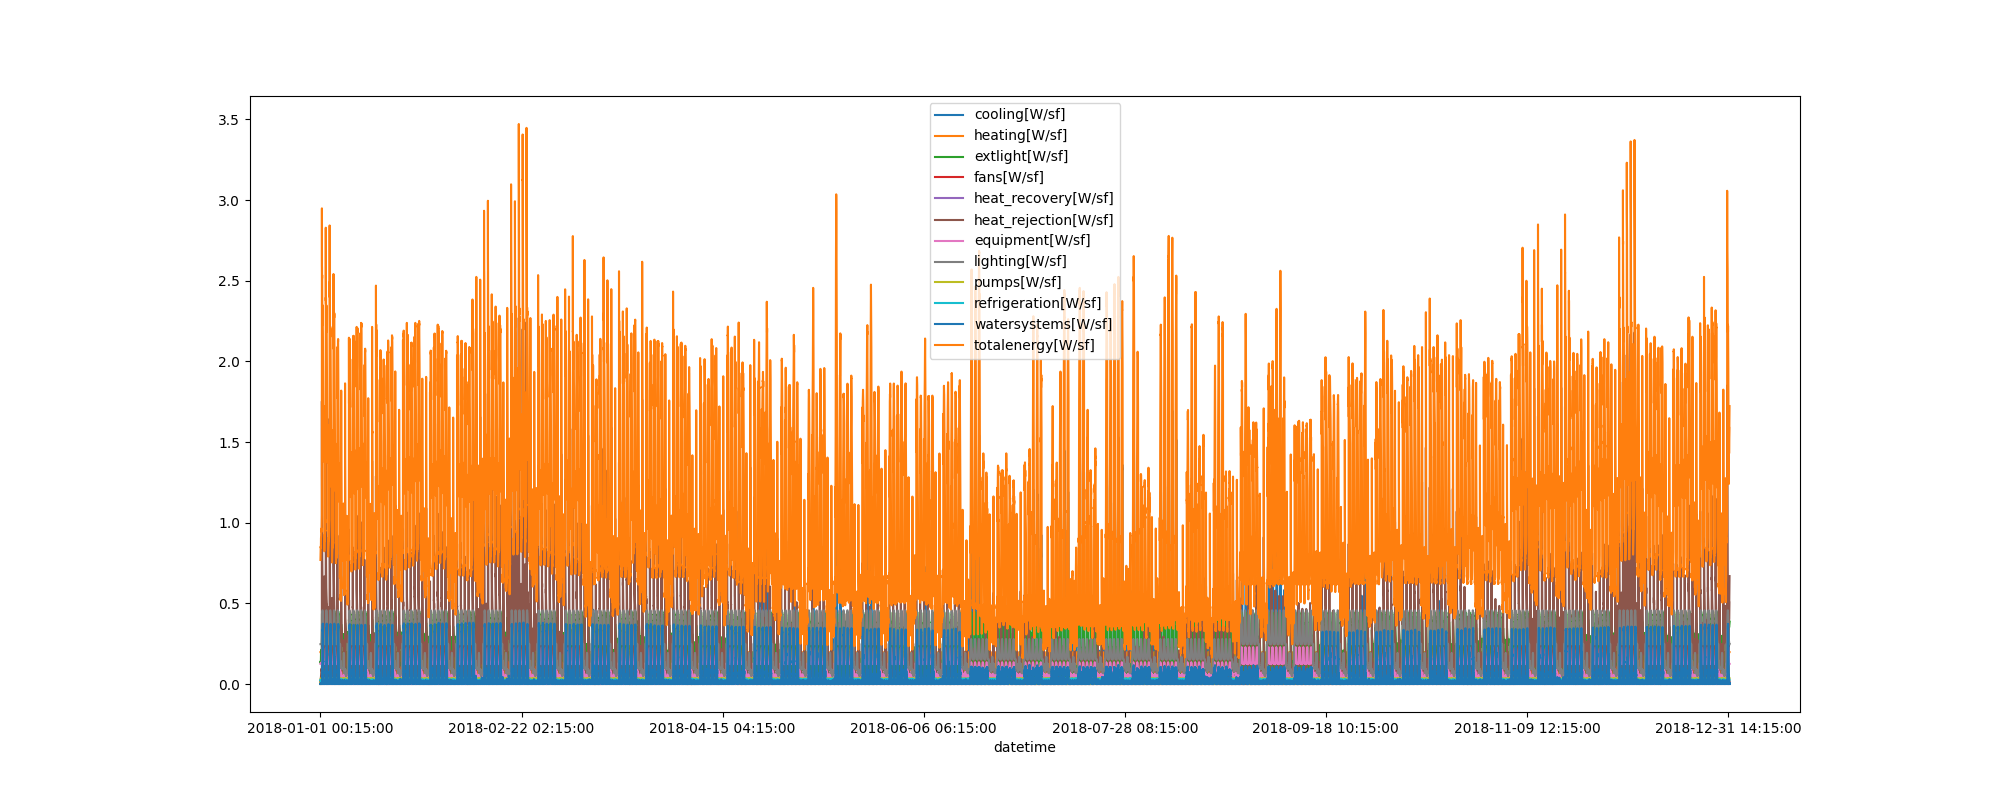 3.5
3.0
2.5
2.0
1.5
1.0
0.5
0.0
cooling[W/sf]
heating[W/sf]
extlight[W/sf]
fans[W/sf]
heat_recovery[W/sf]
heat_rejection[W/sf]
equipment[W/sf]
lighting[W/sf]
pumps[W/sf]
refrigeration[W/sf]
watersystems[W/sf]
totalenergy[W/sf]
2018-01-01 00:15:00 2018-02-22 02:15:00 2018-04-15 04:15:00 2018-06-06 06:15:00 2018-07-28 08:15:00 2018-09-18 10:15:00 2018-11-09 12:15:00 2018-12-31 14:15:00
datetime